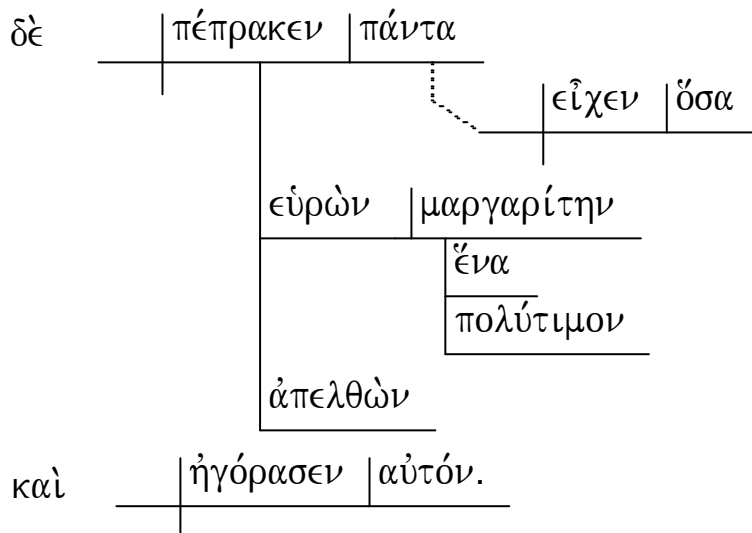 δὲ πέπρακεν πάντα
εἶχεν ὅσα
εὑρὼν μαργαρίτην
ἕνα
πολύτιμον
ἀπελθὼν
καὶ ἠγόρασεν αὐτόν.